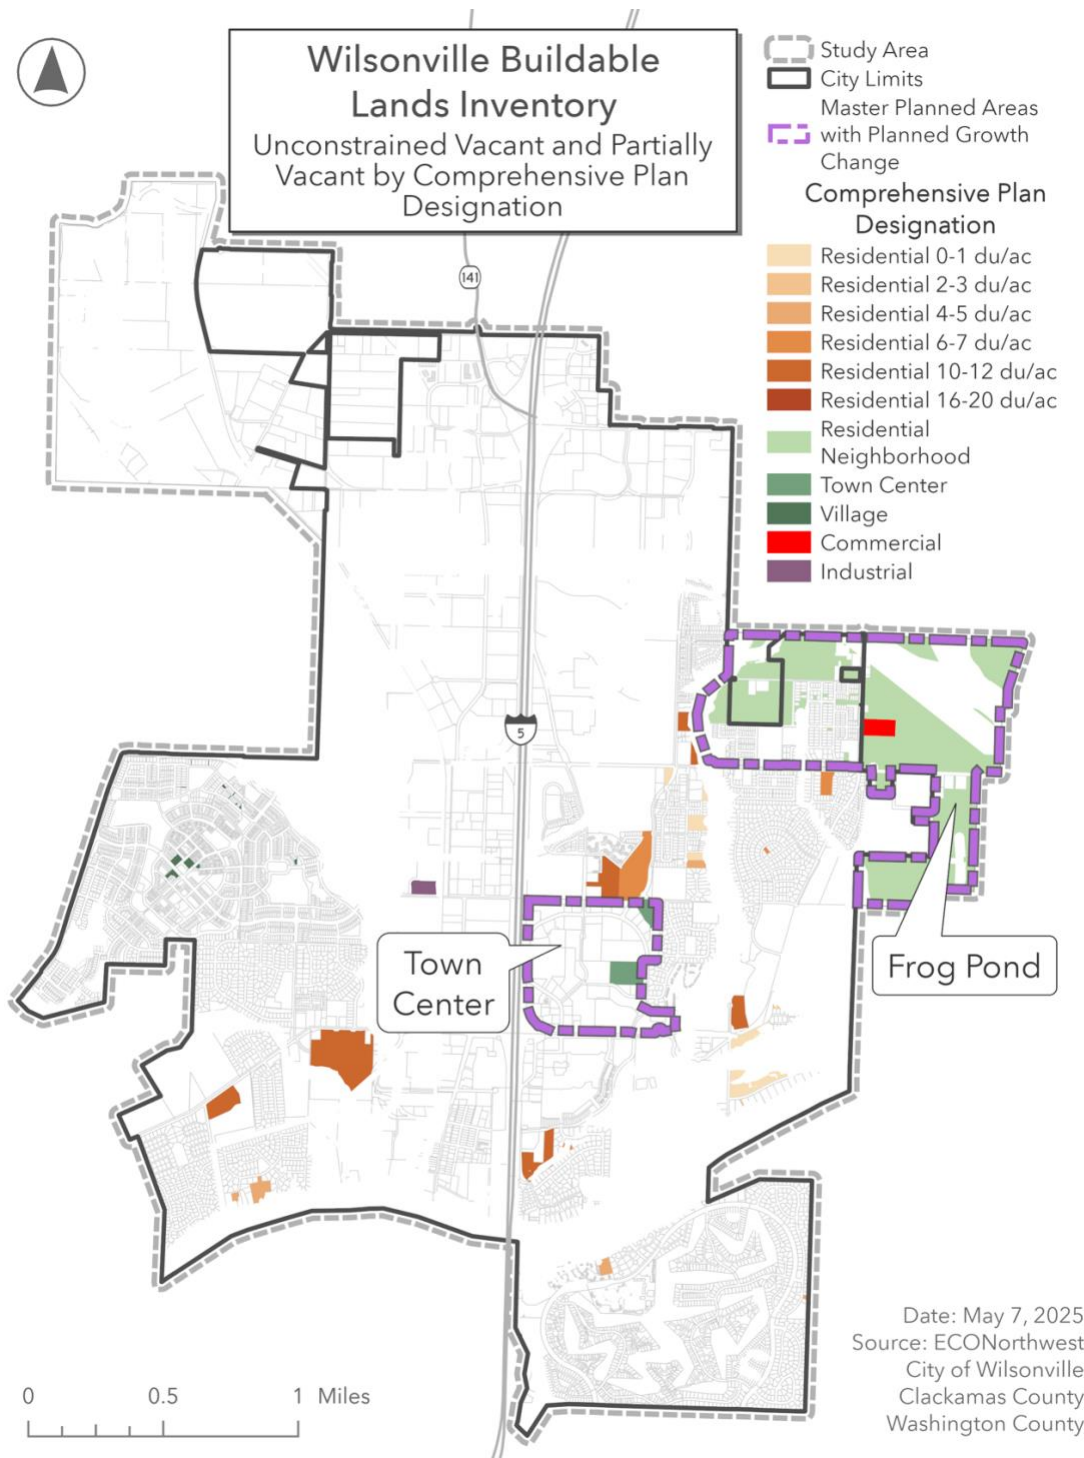 Wilsonville Buildable
Lands Inventory
Unconstrained Vacant and Partially
Vacant by Comprehensive Plan
Designation
Study Area
City Limits
Master Planned Areas
with Planned Growth
Change
Comprehensive Plan
Designation
Residential 0-1 du/ac
Residential 2-3 du/ac
Residential 4-5 du/ac
Residential 6-7 du/ac
Residential 10-12 du/ac
Residential 16-20 du/ac
Residential
Neighborhood
Town Center
Village
Commercial
Industrial
141
5
Town
Center
Frog Pond
Date: May 7, 2025
Source: ECONorthwest
City of Wilsonville
Clackamas County
Washington County
0 0.5 1 Miles